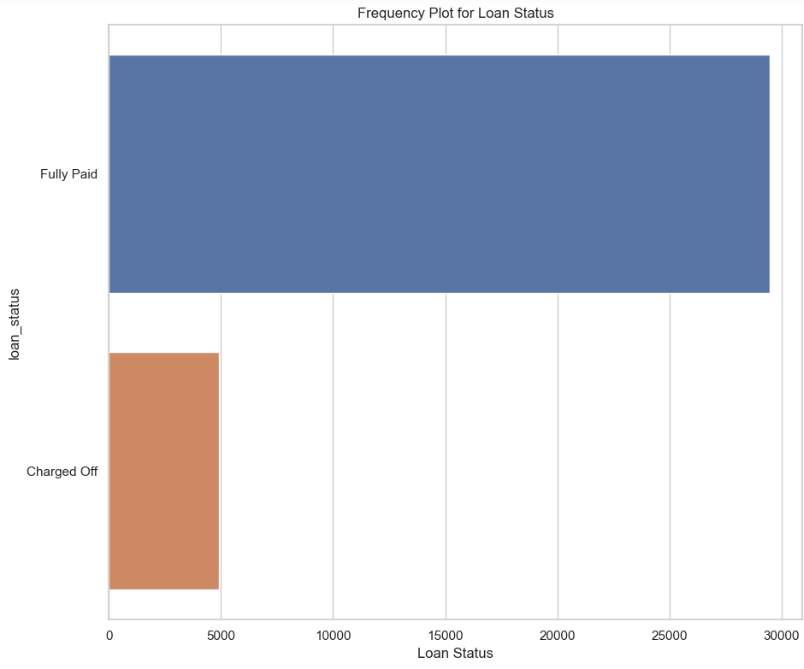 Frequency Plot for Loan Status
Fully Paid
loan_status
Charged Off
0 5000 10000 15000 20000 25000 30000
Loan Status